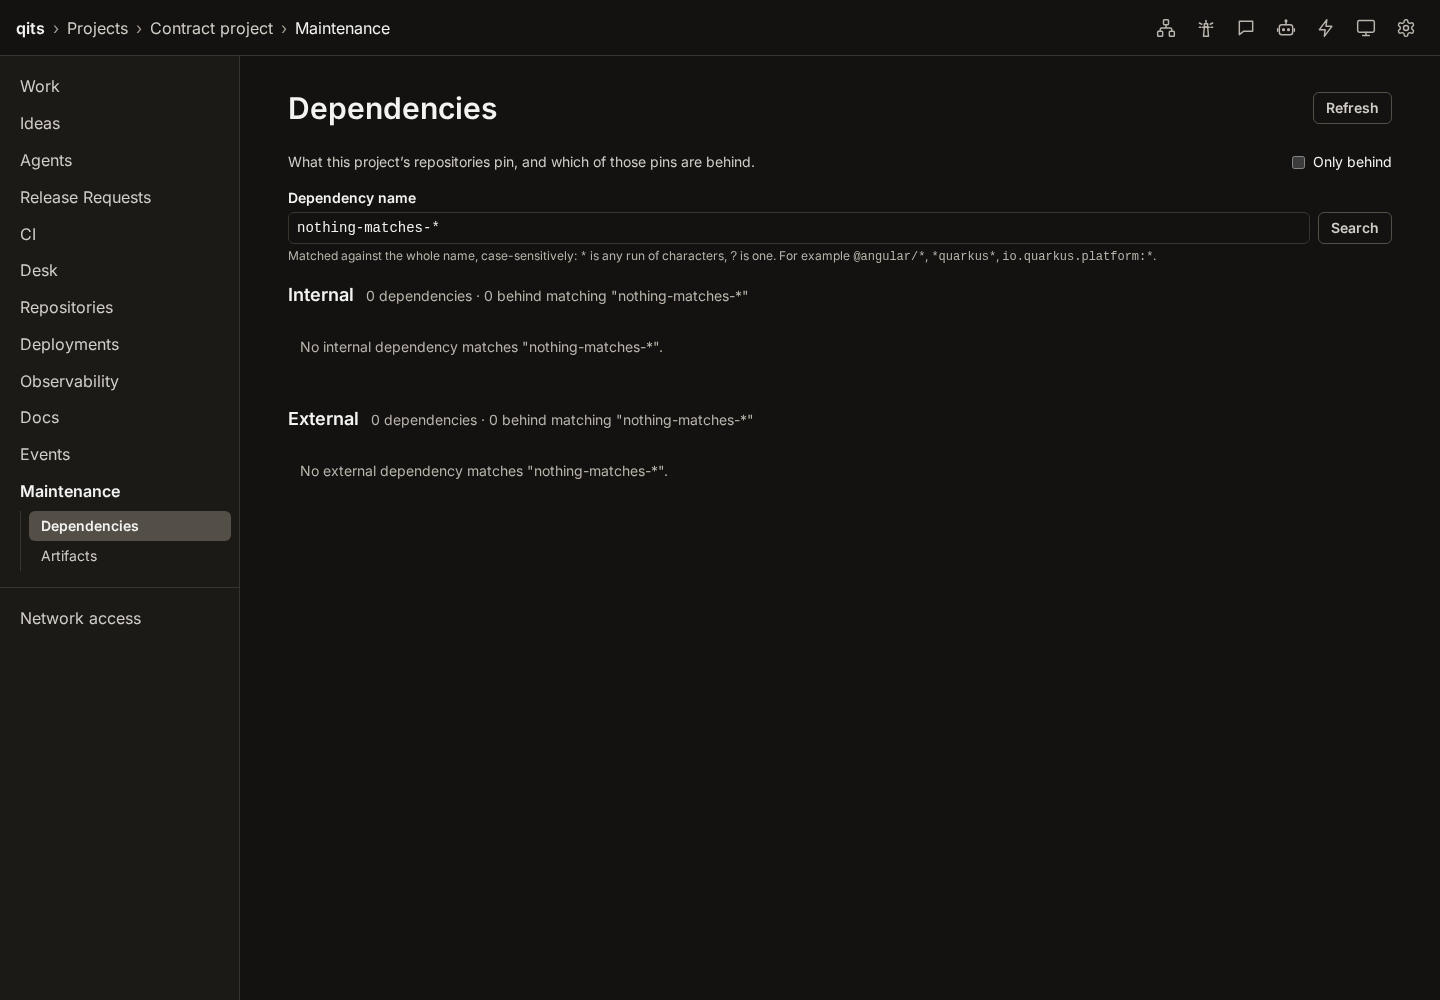 qits › Projects › Contract project › Maintenance
Work
Ideas
Agents
Release Requests
CI
Desk
Repositories
Deployments
Observability
Docs
Events
Maintenance
Dependencies
Artifacts
Network access
Dependencies
Refresh
What this project’s repositories pin, and which of those pins are behind.
Only behind
Dependency name
nothing-matches-*
Search
Matched against the whole name, case-sensitively: * is any run of characters, ? is one. For example @angular/*, *quarkus*, io.quarkus.platform:*.
Internal 0 dependencies · 0 behind matching "nothing-matches-*"
No internal dependency matches "nothing-matches-*".
External 0 dependencies · 0 behind matching "nothing-matches-*"
No external dependency matches "nothing-matches-*".